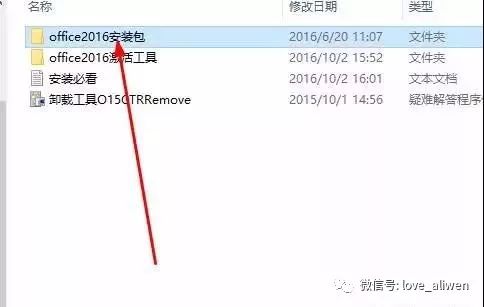 修改日期 类型
office2016安装包 2016/6/20 11:07 文件夹
office2016激活工具 2016/10/2 15:52 文件夹
安装必看 2016/10/2 16:01 文本文档
卸载工具O15CTRRemove 2015/10/1 14:56 疑难解答程序
微信号: love_aliwen